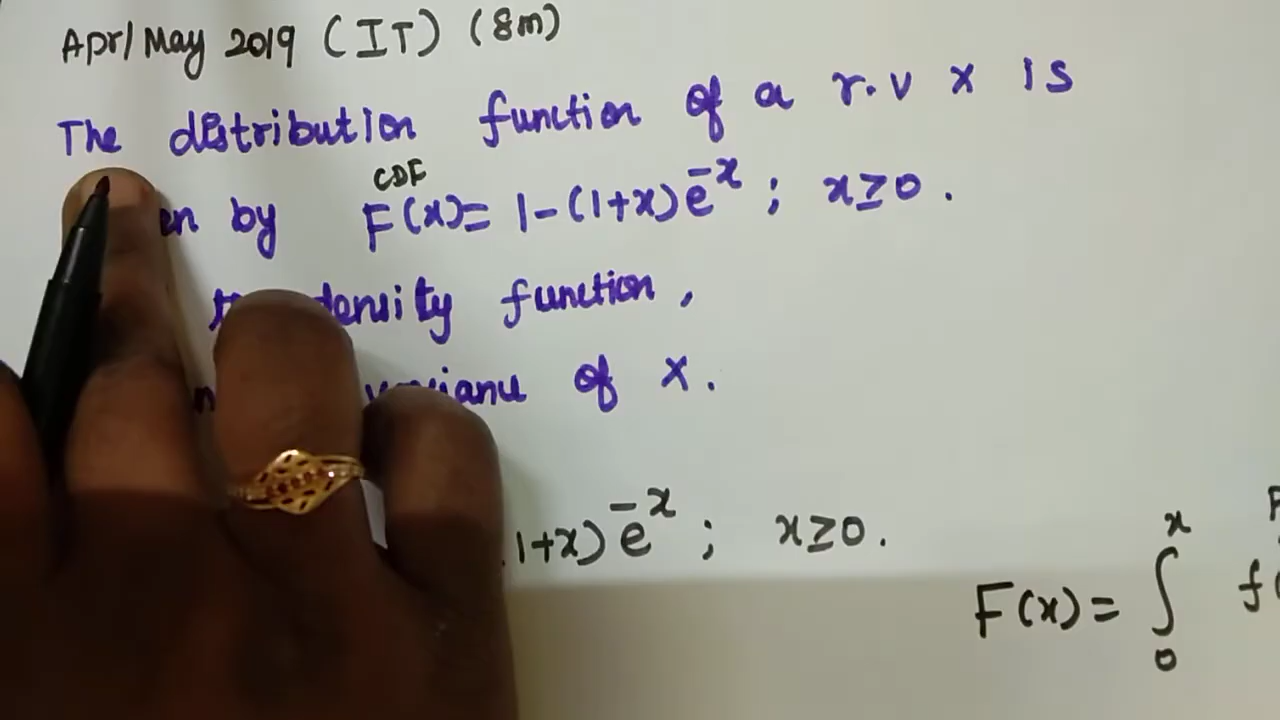 Apr/May 2019 (IT) (8m)
The distribution function of a r.v X is
by F(x)= 1-(1+x)e^-x ; x≥0.
CDF
density function,
of X.
1+x)e^-x ; x≥0.
F(x)= ∫ 0 x